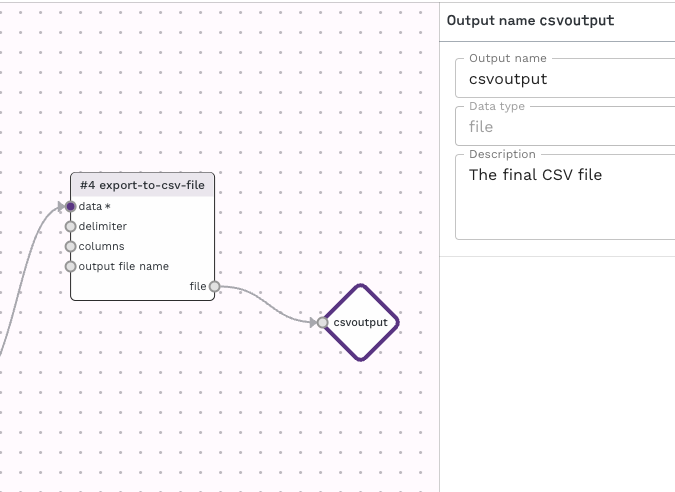 Output name csvoutput
Output name
csvoutput
Data type
file
Description
The final CSV file
#4 export-to-csv-file
data *
delimiter
columns
output file name
file
csvoutput